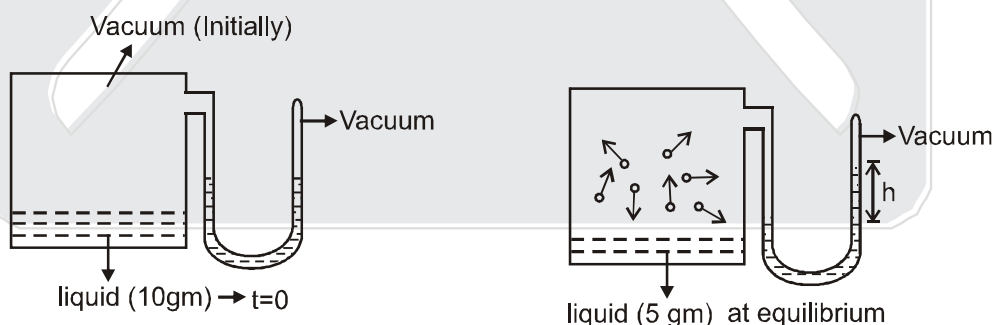 Vacuum (Initially)
Vacuum
liquid (10gm) → t=0
Vacuum
h
liquid (5 gm) at equilibrium